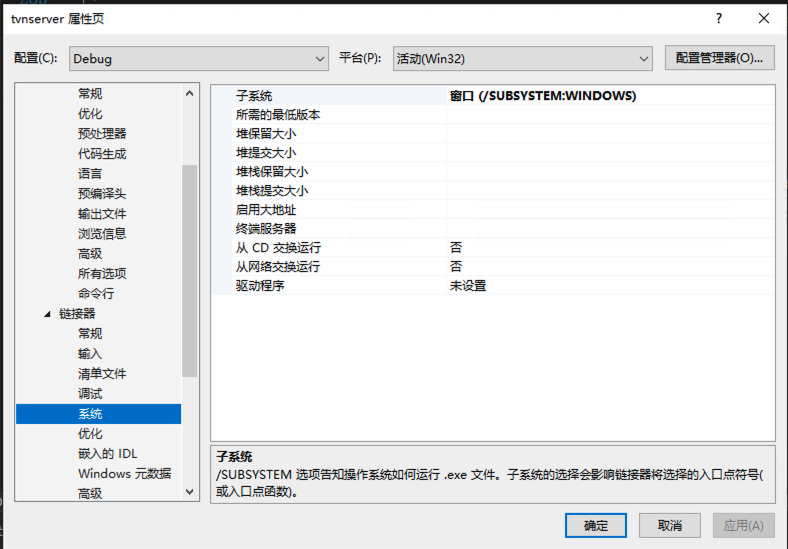 tvnserver 属性页
配置(C): Debug 平台(P): 活动(Win32) 配置管理器(O)...
常规
优化
预处理器
代码生成
语言
预编译头
输出文件
浏览信息
高级
所有选项
命令行
链接器
常规
输入
清单文件
调试
系统
优化
嵌入的 IDL
Windows 元数据
高级
子系统 窗口 (/SUBSYSTEM:WINDOWS)
所需的最低版本
堆保留大小
堆提交大小
堆栈保留大小
堆栈提交大小
启用大地址
终端服务器
从 CD 交换运行 否
从网络交换运行 否
驱动程序 未设置
子系统
/SUBSYSTEM 选项告知操作系统如何运行 .exe 文件。子系统的选择会影响链接器将选择的入口点符号(
或入口点函数)。
确定 取消 应用(A)